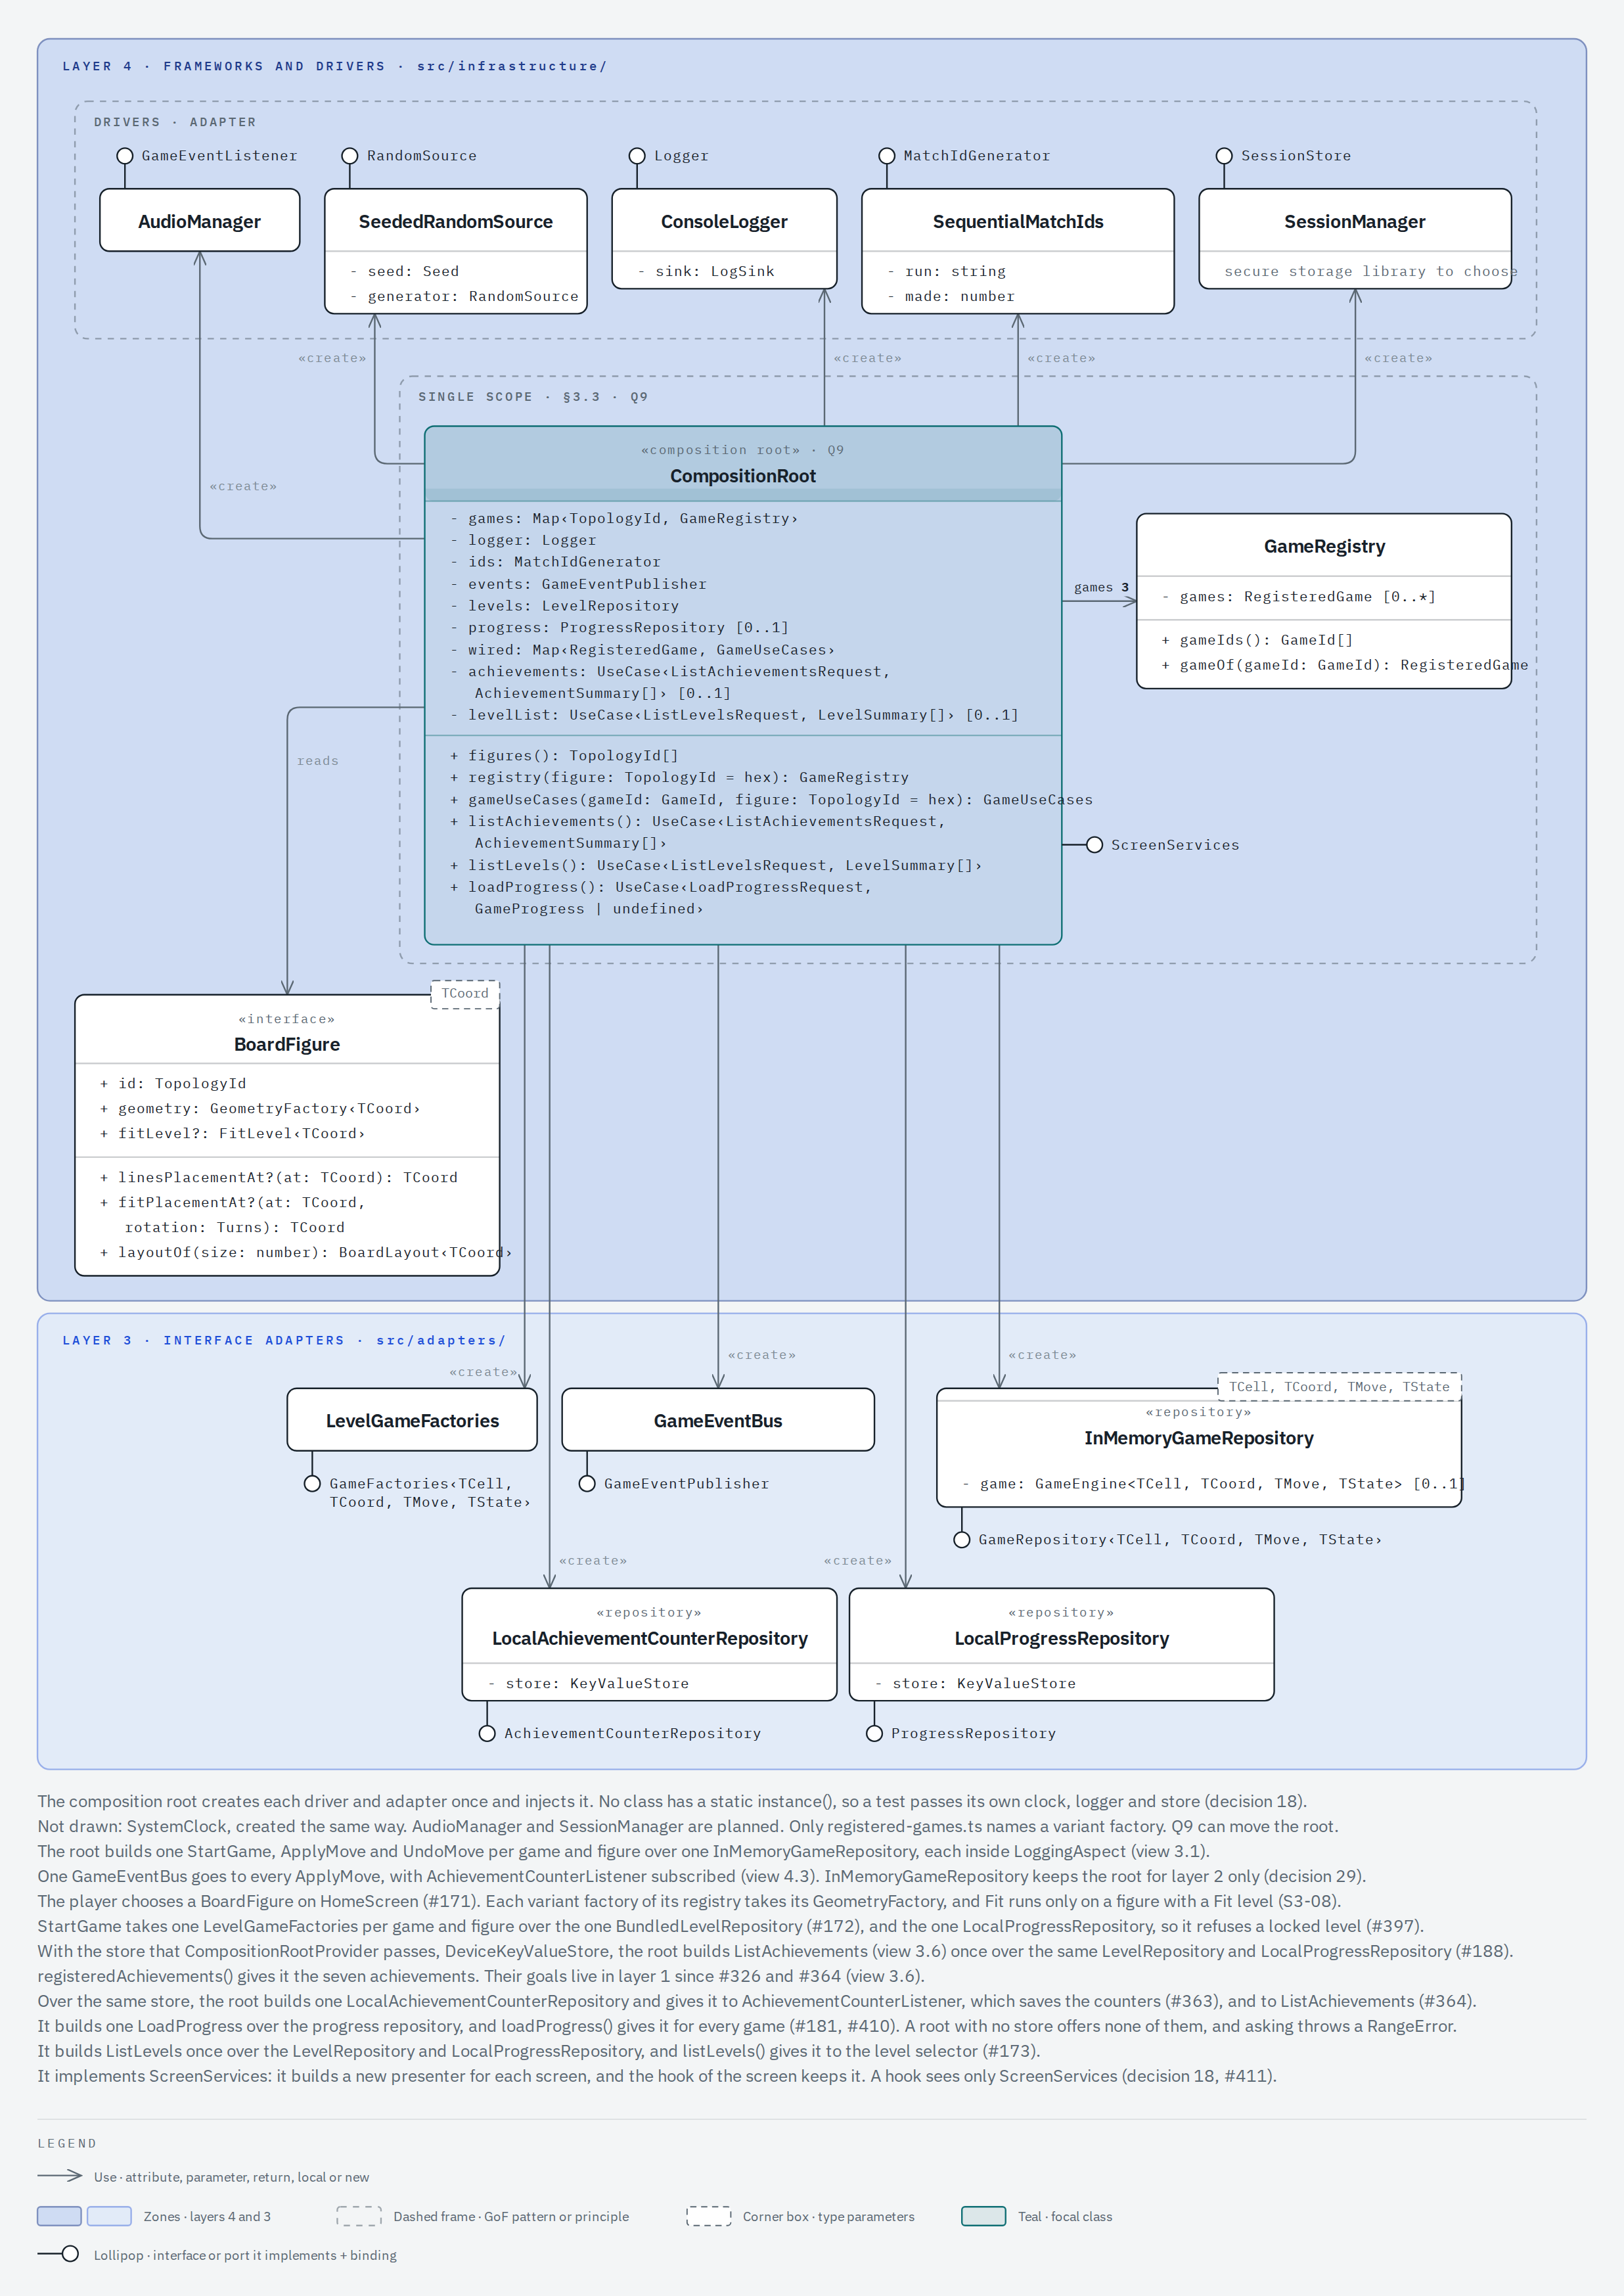 LAYER 4 · FRAMEWORKS AND DRIVERS · src/infrastructure/
DRIVERS · ADAPTER
GameEventListener
RandomSource
Logger
MatchIdGenerator
SessionStore
AudioManager
SeededRandomSource
- seed: Seed
- generator: RandomSource
ConsoleLogger
- sink: LogSink
SequentialMatchIds
- run: string
- made: number
SessionManager
secure storage library to choose
«create»
«create»
«create»
«create»
«create»
SINGLE SCOPE · §3.3 · Q9
«composition root» · Q9
CompositionRoot
- games: Map‹TopologyId, GameRegistry›
- logger: Logger
- ids: MatchIdGenerator
- events: GameEventPublisher
- levels: LevelRepository
- progress: ProgressRepository [0..1]
- wired: Map‹RegisteredGame, GameUseCases›
- achievements: UseCase‹ListAchievementsRequest,
AchievementSummary[]› [0..1]
- levelList: UseCase‹ListLevelsRequest, LevelSummary[]› [0..1]
+ figures(): TopologyId[]
+ registry(figure: TopologyId = hex): GameRegistry
+ gameUseCases(gameId: GameId, figure: TopologyId = hex): GameUseCases
+ listAchievements(): UseCase‹ListAchievementsRequest,
AchievementSummary[]›
+ listLevels(): UseCase‹ListLevelsRequest, LevelSummary[]›
+ loadProgress(): UseCase‹LoadProgressRequest,
GameProgress | undefined›
games 3
GameRegistry
- games: RegisteredGame [0..*]
+ gameIds(): GameId[]
+ gameOf(gameId: GameId): RegisteredGame
ScreenServices
reads
TCoord
«interface»
BoardFigure
+ id: TopologyId
+ geometry: GeometryFactory‹TCoord›
+ fitLevel?: FitLevel‹TCoord›
+ linesPlacementAt?(at: TCoord): TCoord
+ fitPlacementAt?(at: TCoord,
rotation: Turns): TCoord
+ layoutOf(size: number): BoardLayout‹TCoord›
LAYER 3 · INTERFACE ADAPTERS · src/adapters/
«create»
«create»
«create»
LevelGameFactories
GameFactories‹TCell,
TCoord, TMove, TState›
GameEventBus
GameEventPublisher
TCell, TCoord, TMove, TState
«repository»
InMemoryGameRepository
- game: GameEngine<TCell, TCoord, TMove, TState> [0..1]
GameRepository‹TCell, TCoord, TMove, TState›
«create»
«create»
«repository»
LocalAchievementCounterRepository
- store: KeyValueStore
AchievementCounterRepository
«repository»
LocalProgressRepository
- store: KeyValueStore
ProgressRepository
The composition root creates each driver and adapter once and injects it. No class has a static instance(), so a test passes its own clock, logger and store (decision 18).
Not drawn: SystemClock, created the same way. AudioManager and SessionManager are planned. Only registered-games.ts names a variant factory. Q9 can move the root.
The root builds one StartGame, ApplyMove and UndoMove per game and figure over one InMemoryGameRepository, each inside LoggingAspect (view 3.1).
One GameEventBus goes to every ApplyMove, with AchievementCounterListener subscribed (view 4.3). InMemoryGameRepository keeps the root for layer 2 only (decision 29).
The player chooses a BoardFigure on HomeScreen (#171). Each variant factory of its registry takes its GeometryFactory, and Fit runs only on a figure with a Fit level (S3-08).
StartGame takes one LevelGameFactories per game and figure over the one BundledLevelRepository (#172), and the one LocalProgressRepository, so it refuses a locked level (#397).
With the store that CompositionRootProvider passes, DeviceKeyValueStore, the root builds ListAchievements (view 3.6) once over the same LevelRepository and LocalProgressRepository (#188).
registeredAchievements() gives it the seven achievements. Their goals live in layer 1 since #326 and #364 (view 3.6).
Over the same store, the root builds one LocalAchievementCounterRepository and gives it to AchievementCounterListener, which saves the counters (#363), and to ListAchievements (#364).
It builds one LoadProgress over the progress repository, and loadProgress() gives it for every game (#181, #410). A root with no store offers none of them, and asking throws a RangeError.
It builds ListLevels once over the LevelRepository and LocalProgressRepository, and listLevels() gives it to the level selector (#173).
It implements ScreenServices: it builds a new presenter for each screen, and the hook of the screen keeps it. A hook sees only ScreenServices (decision 18, #411).
LEGEND
Use · attribute, parameter, return, local or new
Zones · layers 4 and 3
Dashed frame · GoF pattern or principle
Corner box · type parameters
Teal · focal class
Lollipop · interface or port it implements + binding